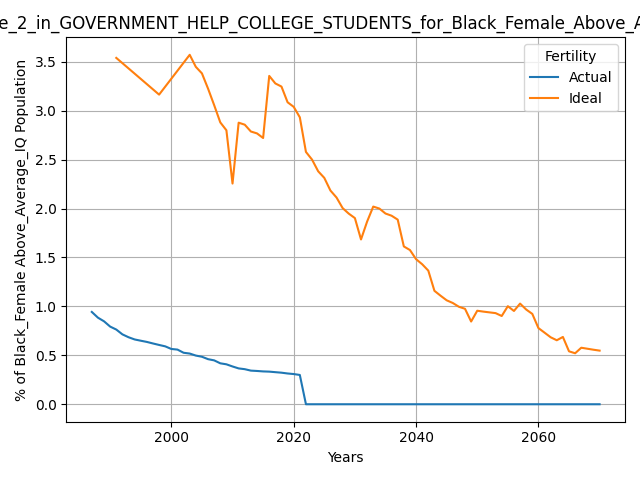 e_2_in_GOVERNMENT_HELP_COLLEGE_STUDENTS_for_Black_Female_Above_A
Fertility
Actual
Ideal
% of Black_Female Above_Average_IQ Population
3.5
3.0
2.5
2.0
1.5
1.0
0.5
0.0
2000 2020 2040 2060
Years